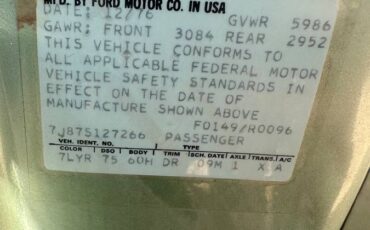 MFD. BY FORD MOTOR CO. IN USA
DATE: 12/76 GVWR 5986
GAWR: FRONT 3084 REAR 2952
THIS VEHICLE CONFORMS TO
ALL APPLICABLE FEDERAL MOTOR
VEHICLE SAFETY STANDARDS IN
EFFECT ON THE DATE OF
MANUFACTURE SHOWN ABOVE
F0149/R0096
7J87S127266 PASSENGER
VEH. IDENT. NO. TYPE
COLOR DSO BODY TRIM SCH. DATE AXLE TRANS. A/C
7LYR 75 60H DR 09M 1 X A